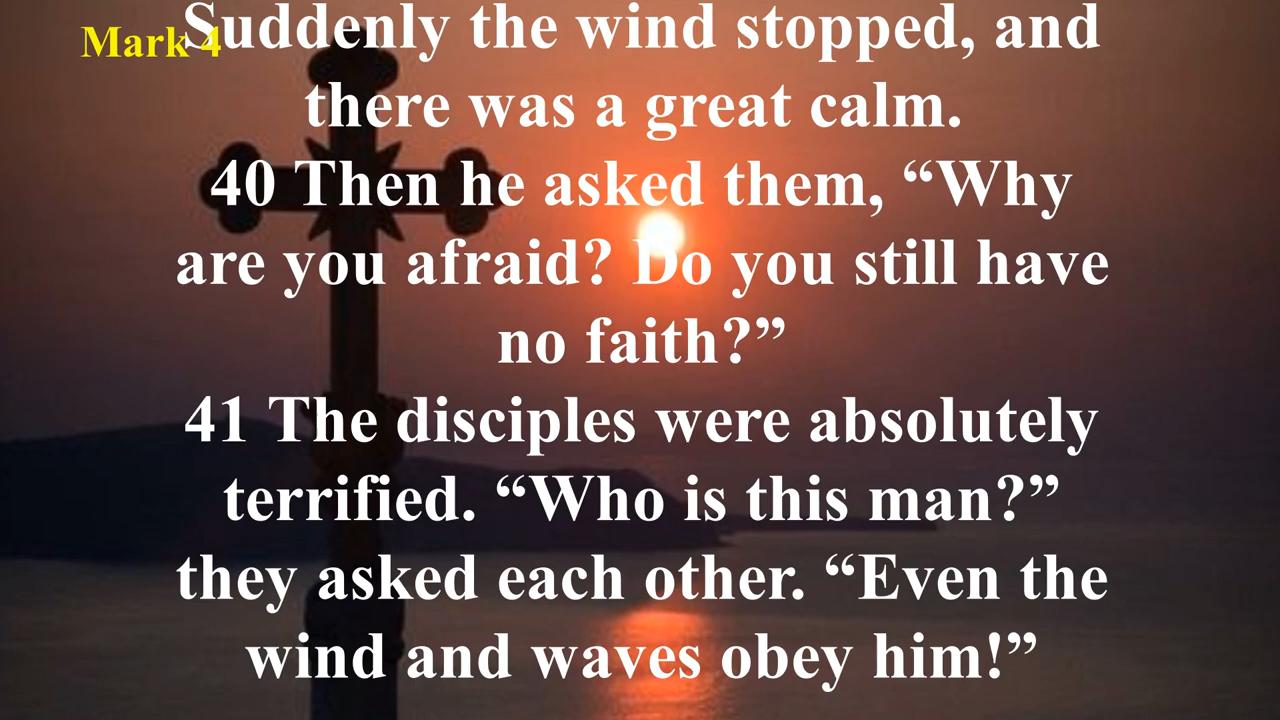 Mark 4
Suddenly the wind stopped, and
there was a great calm.
40 Then he asked them, “Why
are you afraid? Do you still have
no faith?”
41 The disciples were absolutely
terrified. “Who is this man?”
they asked each other. “Even the
wind and waves obey him!”